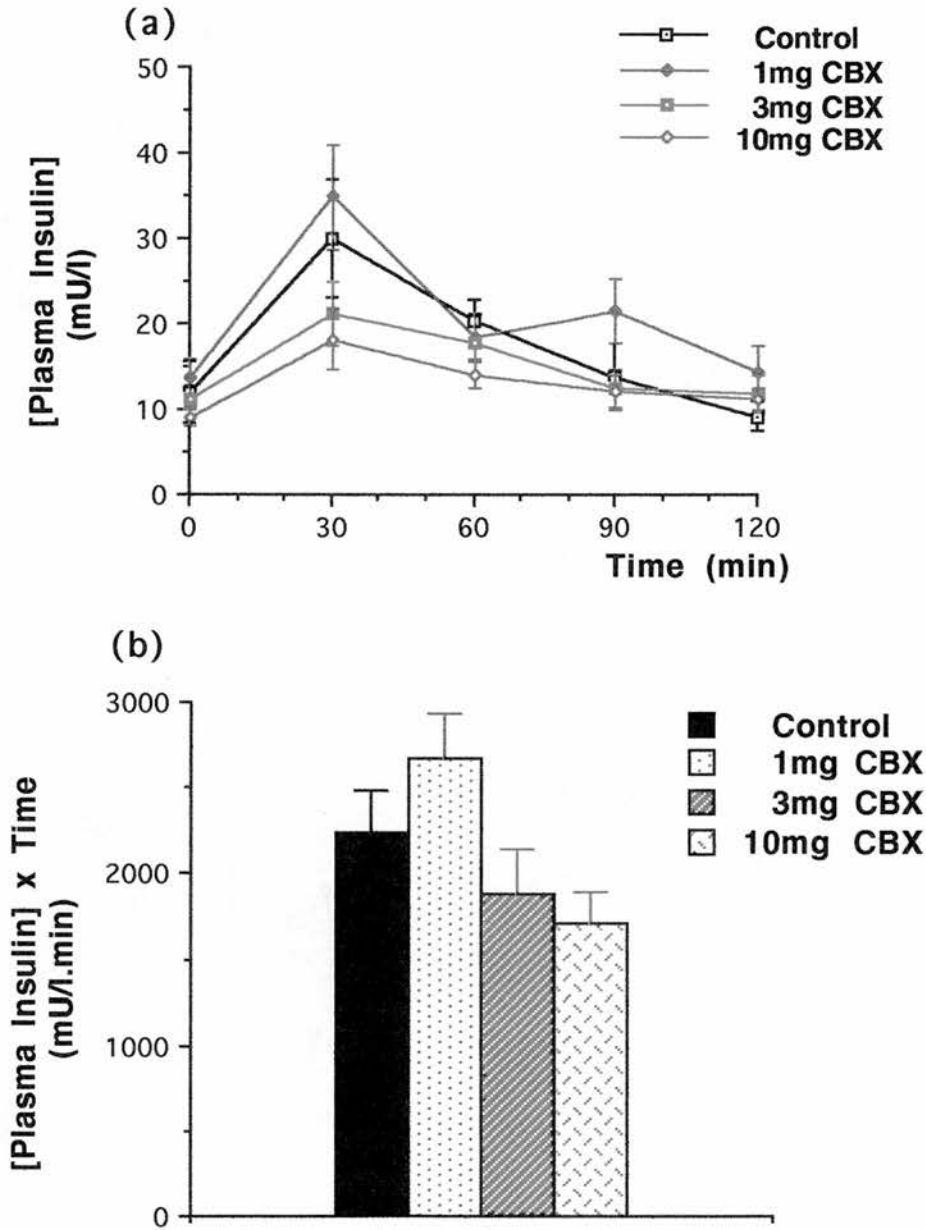 (a)
Control
1mg CBX
3mg CBX
10mg CBX
50
40
30
20
10
0
[Plasma Insulin]
(mU/l)
0 30 60 90 120
Time (min)
(b)
3000
2000
1000
0
[Plasma Insulin] x Time
(mU/l.min)
Control
1mg CBX
3mg CBX
10mg CBX